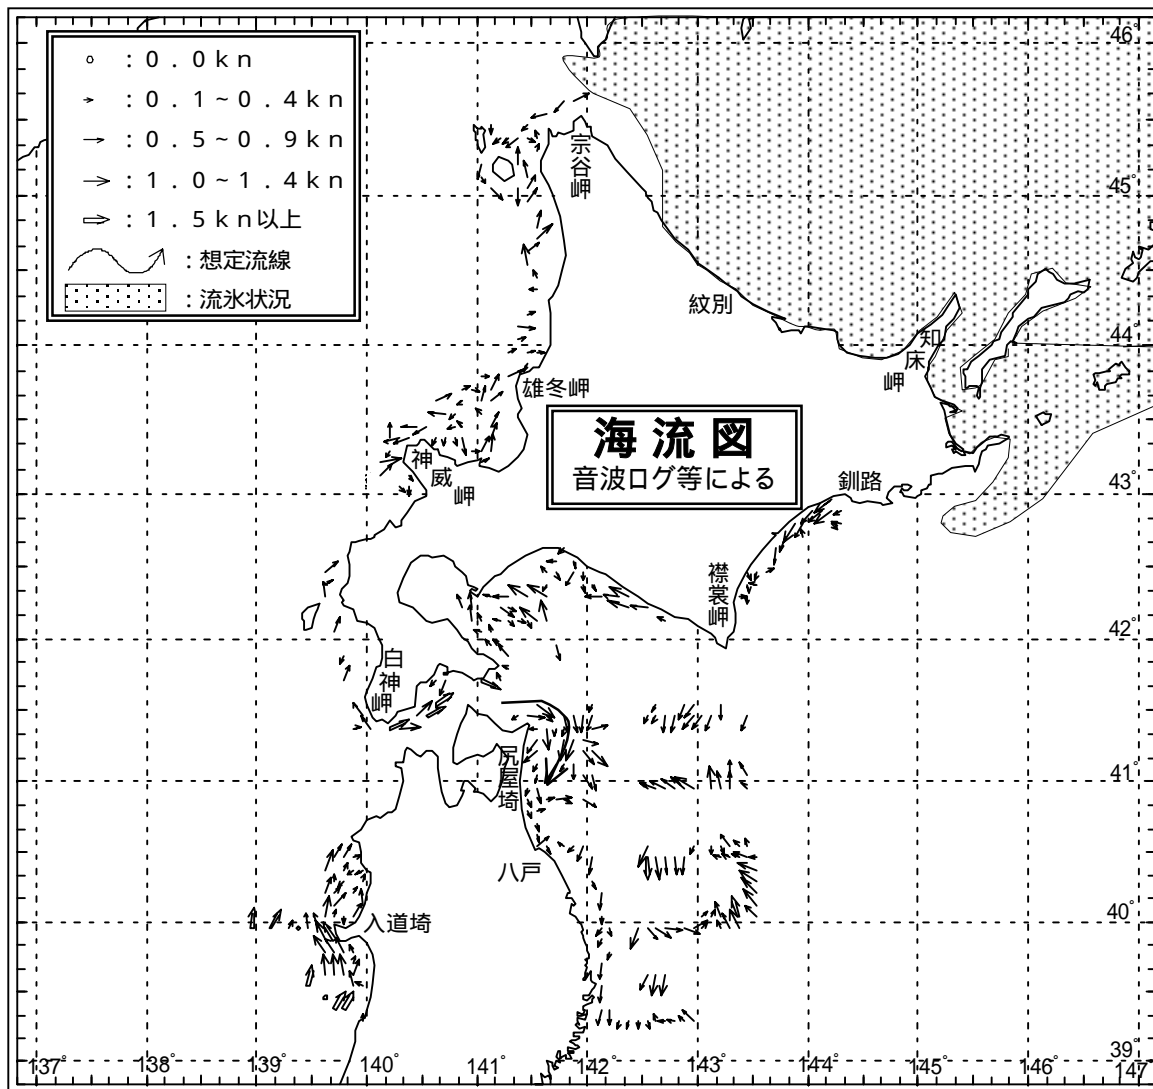 ：0．0kn
：0．1~0．4kn
：0．5~0．9kn
：1．0~1．4kn
：1．5kn以上
：想定流線
：流氷状況
海流図
音波ログ等による
宗谷岬
紋別
知床岬
雄冬岬
神威岬
釧路
襟裳岬
白神岬
尻屋埼
八戸
入道埼
46°
45°
44°
43°
42°
41°
40°
39°
137°
138°
139°
140°
141°
142°
143°
144°
145°
146°
147°